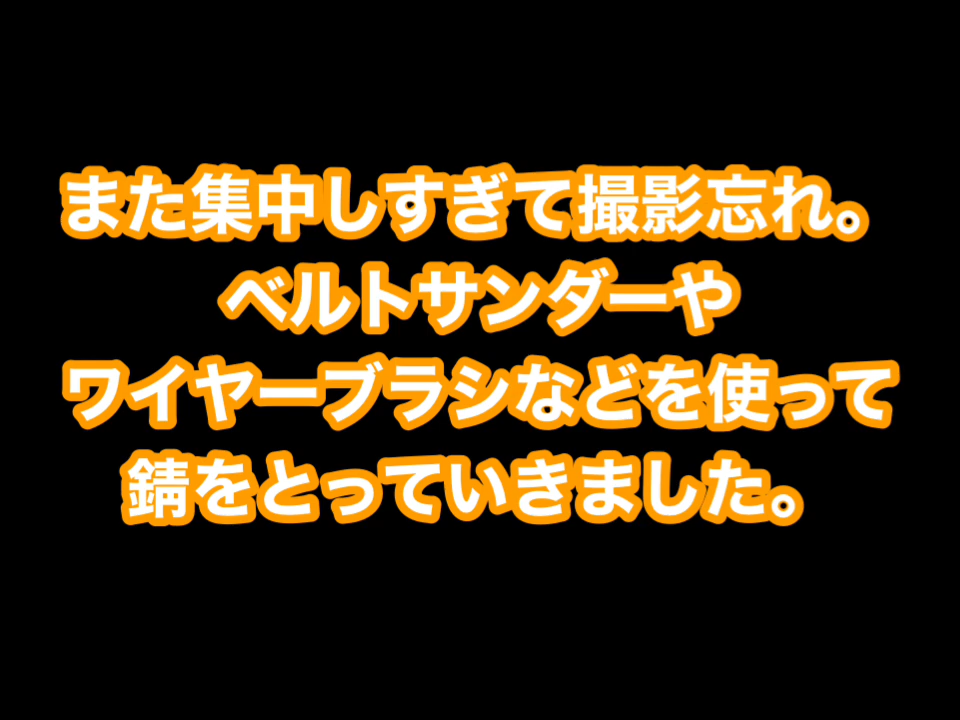 また集中しすぎて撮影忘れ。
ベルトサンダーや
ワイヤーブラシなどを使って
錆をとっていきました。